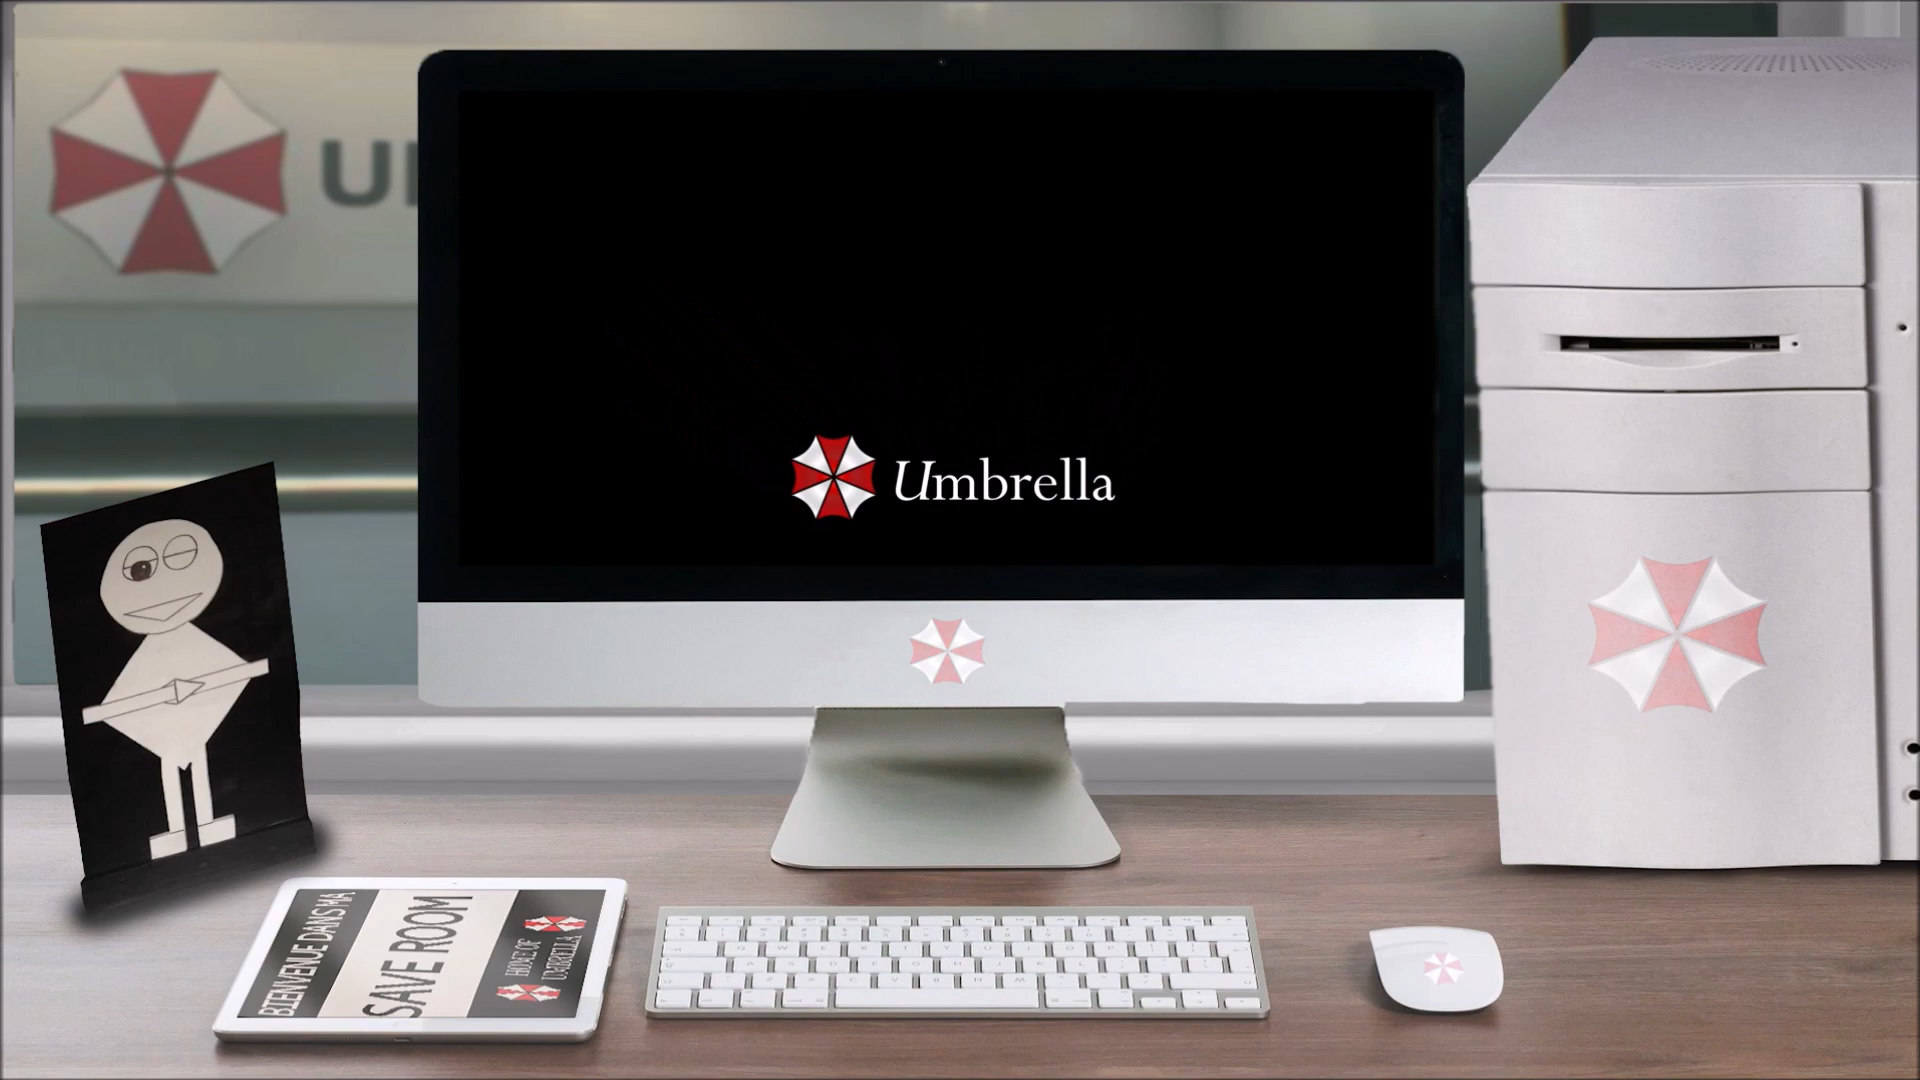 U
Umbrella
BIENVENUE DANS MA
SAVE ROOM
HOME OF
UMBRELLA